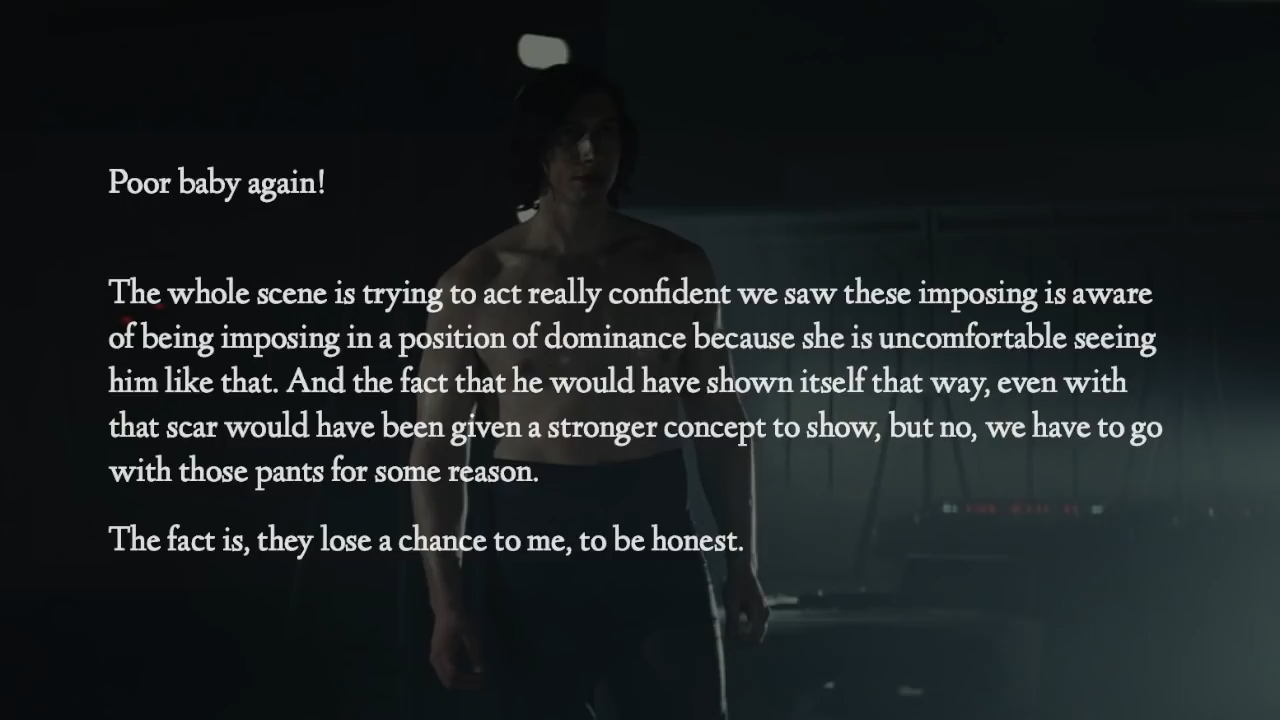 Poor baby again!
The whole scene is trying to act really confident we saw these imposing is aware
of being imposing in a position of dominance because she is uncomfortable seeing
him like that. And the fact that he would have shown itself that way, even with
that scar would have been given a stronger concept to show, but no, we have to go
with those pants for some reason.
The fact is, they lose a chance to me, to be honest.